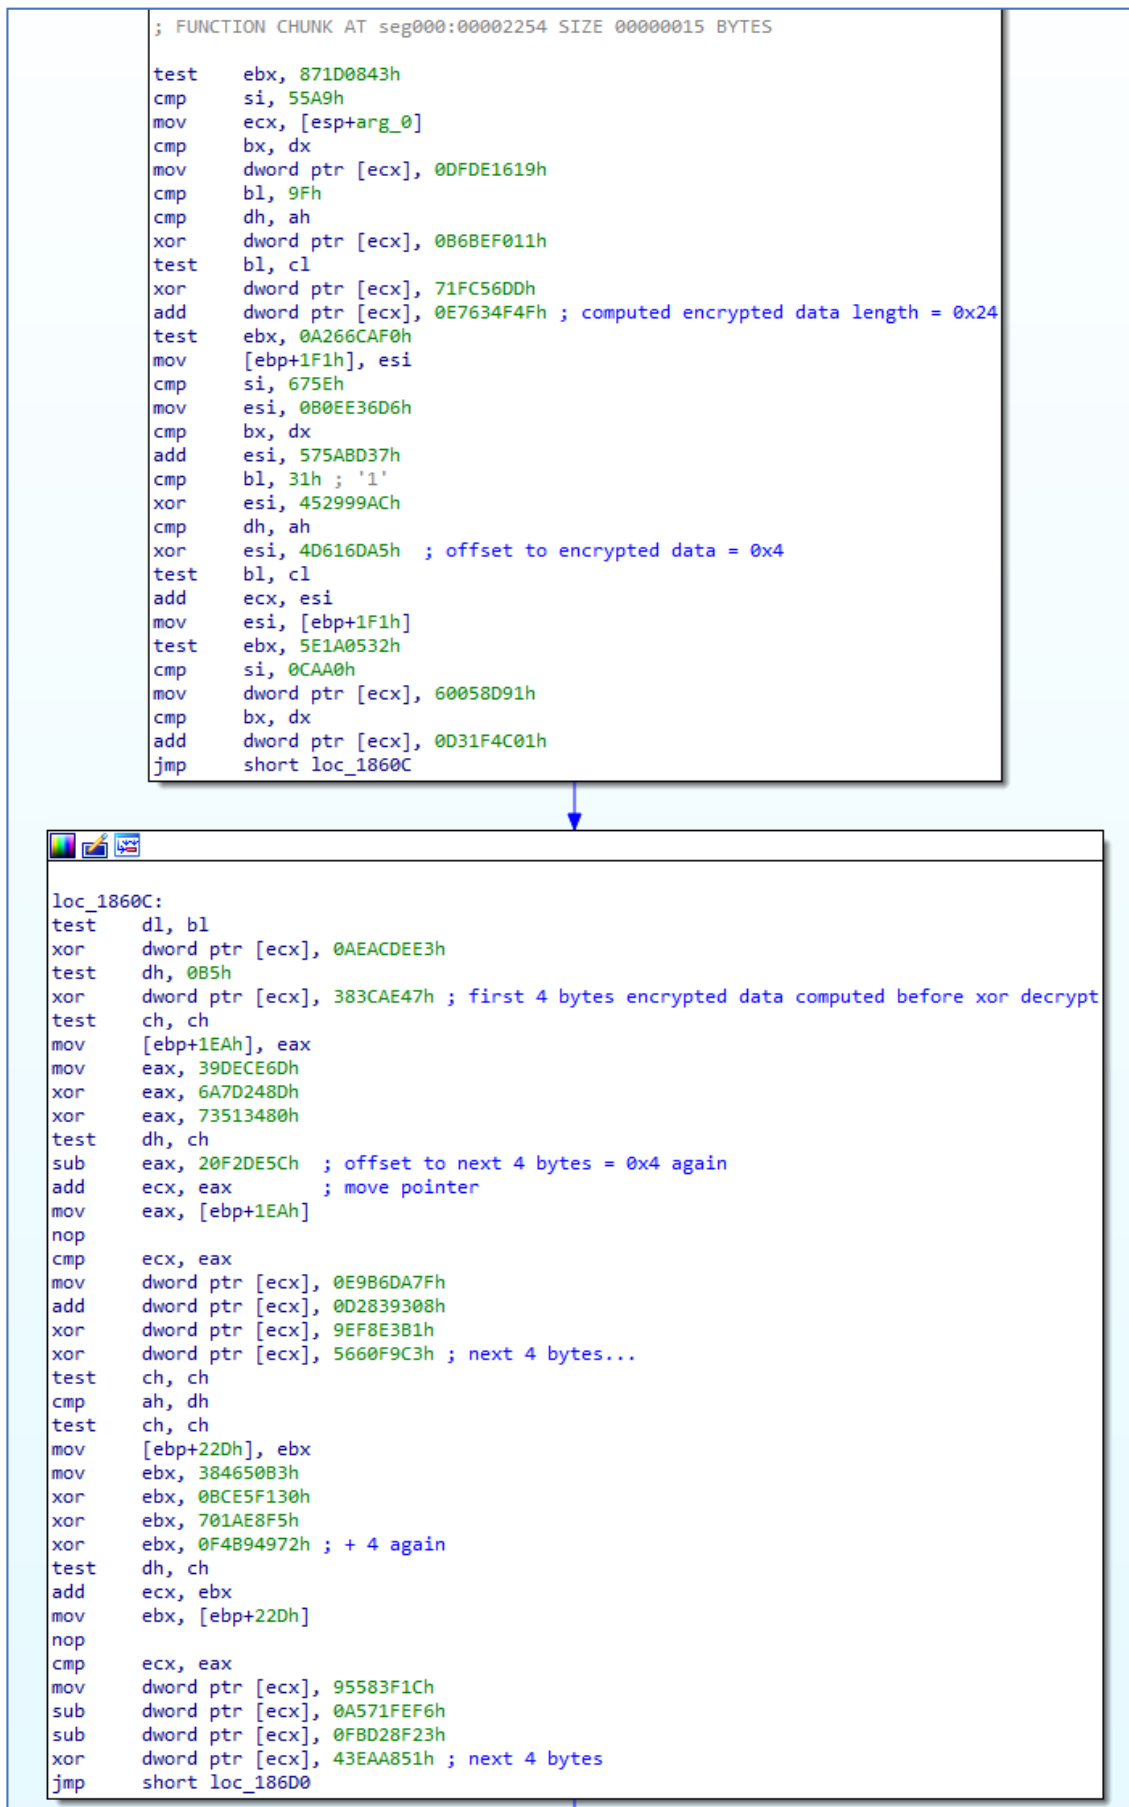 ; FUNCTION CHUNK AT seg000:00002254 SIZE 00000015 BYTES
test ebx, 871D0843h
cmp si, 55A9h
mov ecx, [esp+arg_0]
cmp bx, dx
mov dword ptr [ecx], 0DFDE1619h
cmp bl, 9Fh
cmp dh, ah
xor dword ptr [ecx], 0B6BEF011h
test bl, cl
xor dword ptr [ecx], 71FC56DDh
add dword ptr [ecx], 0E7634F4Fh ; computed encrypted data length = 0x24
test ebx, 0A266CAF0h
mov [ebp+1F1h], esi
cmp si, 675Eh
mov esi, 0B0EE36D6h
cmp bx, dx
add esi, 575ABD37h
cmp bl, 31h ; '1'
xor esi, 452999ACh
cmp dh, ah
xor esi, 4D616DA5h ; offset to encrypted data = 0x4
test bl, cl
add ecx, esi
mov esi, [ebp+1F1h]
test ebx, 5E1A0532h
cmp si, 0CAA0h
mov dword ptr [ecx], 60058D91h
cmp bx, dx
add dword ptr [ecx], 0D31F4C01h
jmp short loc_1860C
loc_1860C:
test dl, bl
xor dword ptr [ecx], 0AEACDEE3h
test dh, 0B5h
xor dword ptr [ecx], 383CAE47h ; first 4 bytes encrypted data computed before xor decrypt
test ch, ch
mov [ebp+1EAh], eax
mov eax, 39DECE6Dh
xor eax, 6A7D248Dh
xor eax, 73513480h
test dh, ch
sub eax, 20F2DE5Ch ; offset to next 4 bytes = 0x4 again
add ecx, eax ; move pointer
mov eax, [ebp+1EAh]
nop
cmp ecx, eax
mov dword ptr [ecx], 0E9B6DA7Fh
add dword ptr [ecx], 0D2839308h
xor dword ptr [ecx], 9EF8E3B1h
xor dword ptr [ecx], 5660F9C3h ; next 4 bytes...
test ch, ch
cmp ah, dh
test ch, ch
mov [ebp+22Dh], ebx
mov ebx, 384650B3h
xor ebx, 0BCE5F130h
xor ebx, 701AE8F5h
xor ebx, 0F4B94972h ; + 4 again
test dh, ch
add ecx, ebx
mov ebx, [ebp+22Dh]
nop
cmp ecx, eax
mov dword ptr [ecx], 95583F1Ch
sub dword ptr [ecx], 0A571FEF6h
sub dword ptr [ecx], 0FBD28F23h
xor dword ptr [ecx], 43EAA851h ; next 4 bytes
jmp short loc_186D0